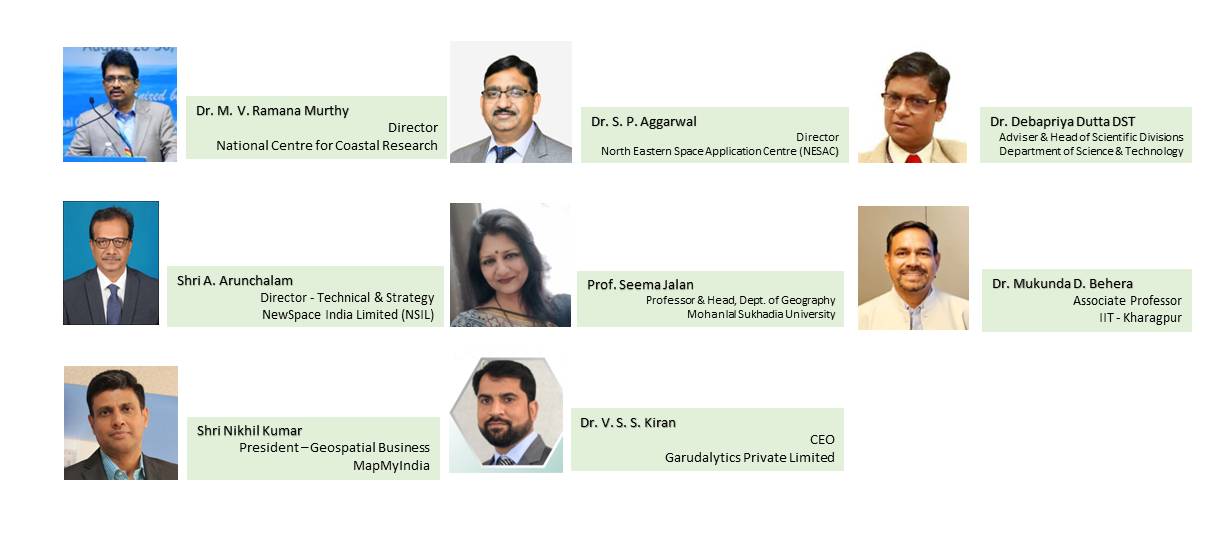 Dr. M. V. Ramana Murthy
Director
National Centre for Coastal Research
Dr. S. P. Aggarwal
Director
North Eastern Space Application Centre (NESAC)
Dr. Debapriya Dutta DST
Adviser & Head of Scientific Divisions
Department of Science & Technology
Shri A. Arunchalam
Director - Technical & Strategy
NewSpace India Limited (NSIL)
Prof. Seema Jalan
Professor & Head, Dept. of Geography
Mohanlal Sukhadia University
Dr. Mukunda D. Behera
Associate Professor
IIT - Kharagpur
Shri Nikhil Kumar
President – Geospatial Business
MapMyIndia
Dr. V. S. S. Kiran
CEO
Garudalytics Private Limited